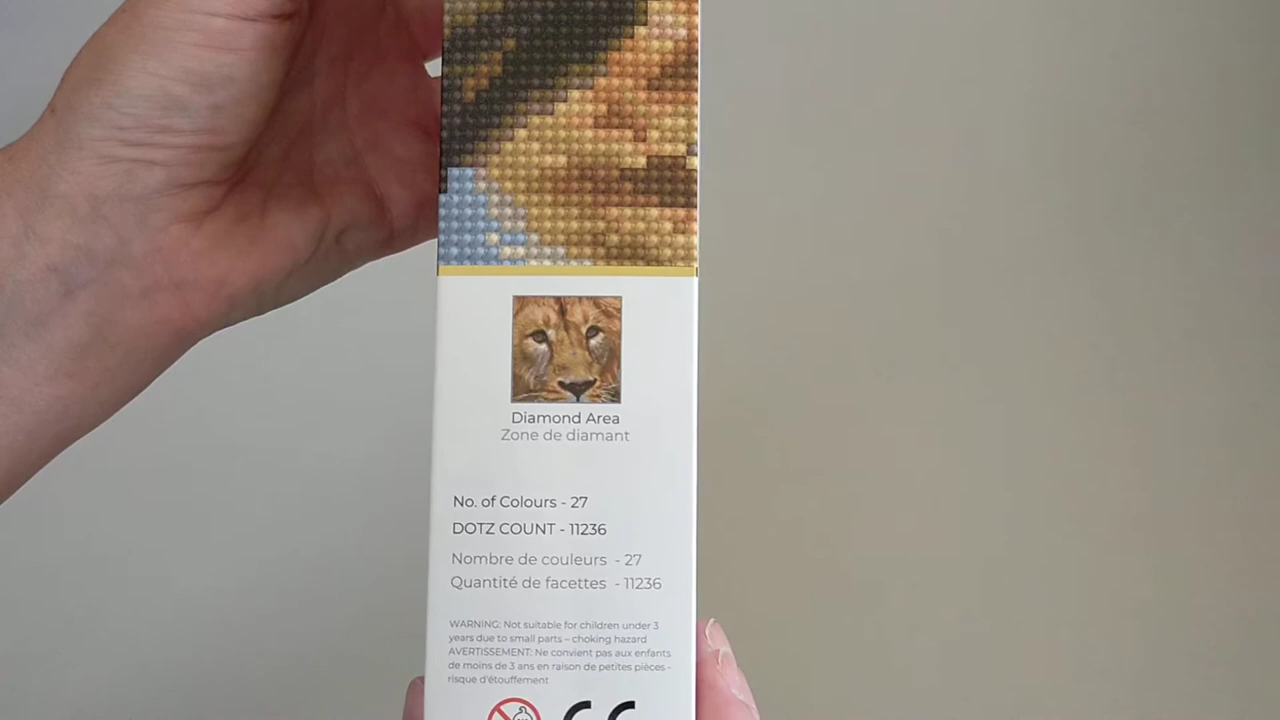 Diamond Area
Zone de diamant
No. of Colours - 27
DOTZ COUNT - 11236
Nombre de couleurs - 27
Quantité de facettes - 11236
WARNING: Not suitable for children under 3
years due to small parts – choking hazard
AVERTISSEMENT: Ne convient pas aux enfants
de moins de 3 ans en raison de petites pièces -
risque d'étouffement
CE